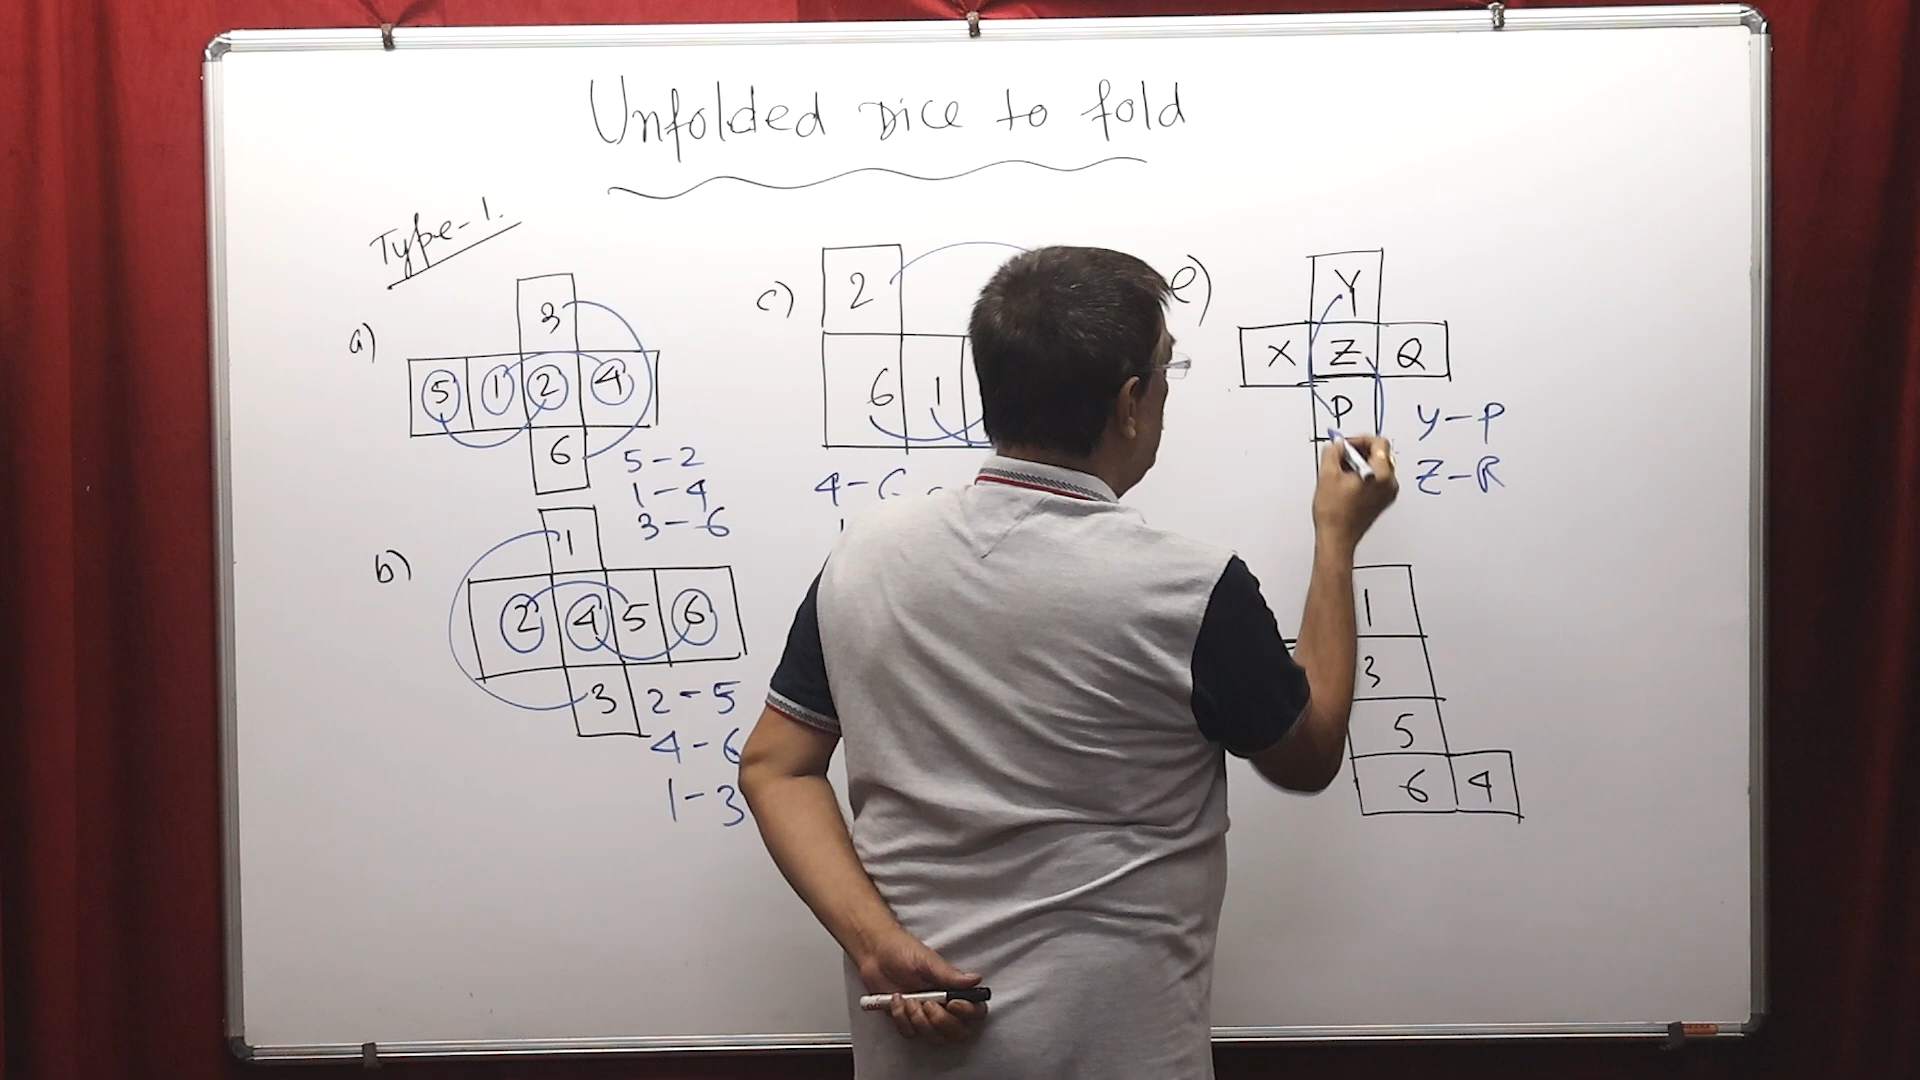 Unfolded Dice to fold
Type-1.
a)
3
5 1 2 4
6
5-2
1-4
3-6
b)
1
2 4 5 6
3
2-5
4-6
1-3
c)
2
6 1
e)
Y
X Z Q
P
Y-P
Z-R
1
3
5
6 4